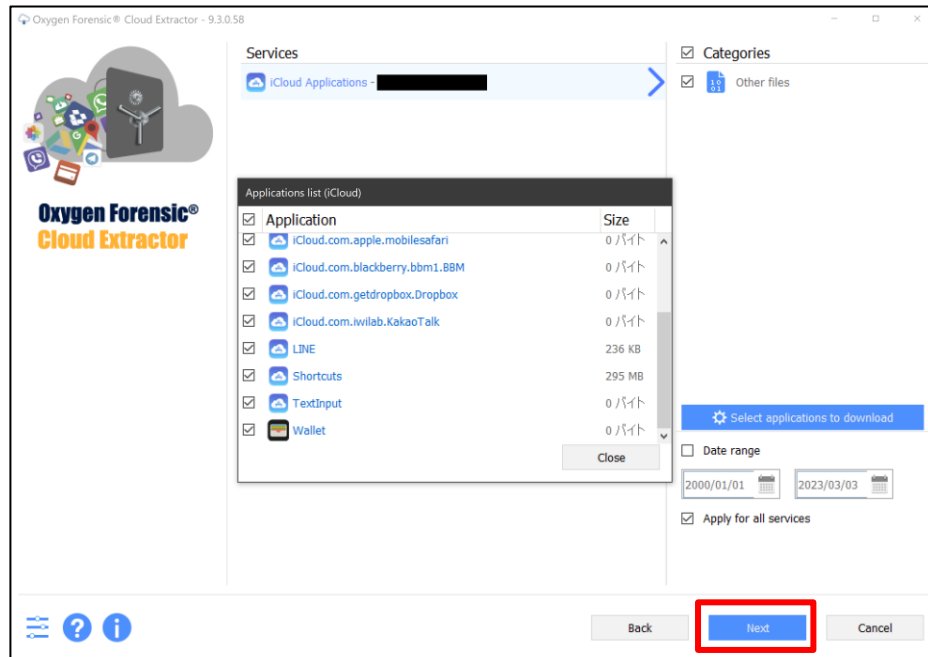 Oxygen Forensic® Cloud Extractor - 9.3.0.58
Oxygen Forensic®
Cloud Extractor
Services
iCloud Applications -
Categories
Other files
Applications list (iCloud)
Application Size
iCloud.com.apple.mobilesafari 0 バイト
iCloud.com.blackberry.bbm1.BBM 0 バイト
iCloud.com.getdropbox.Dropbox 0 バイト
iCloud.com.iwilab.KakaoTalk 0 バイト
LINE 236 KB
Shortcuts 295 MB
TextInput 0 バイト
Wallet 0 バイト
Close
Select applications to download
Date range
2000/01/01 2023/03/03
Apply for all services
Back Next Cancel